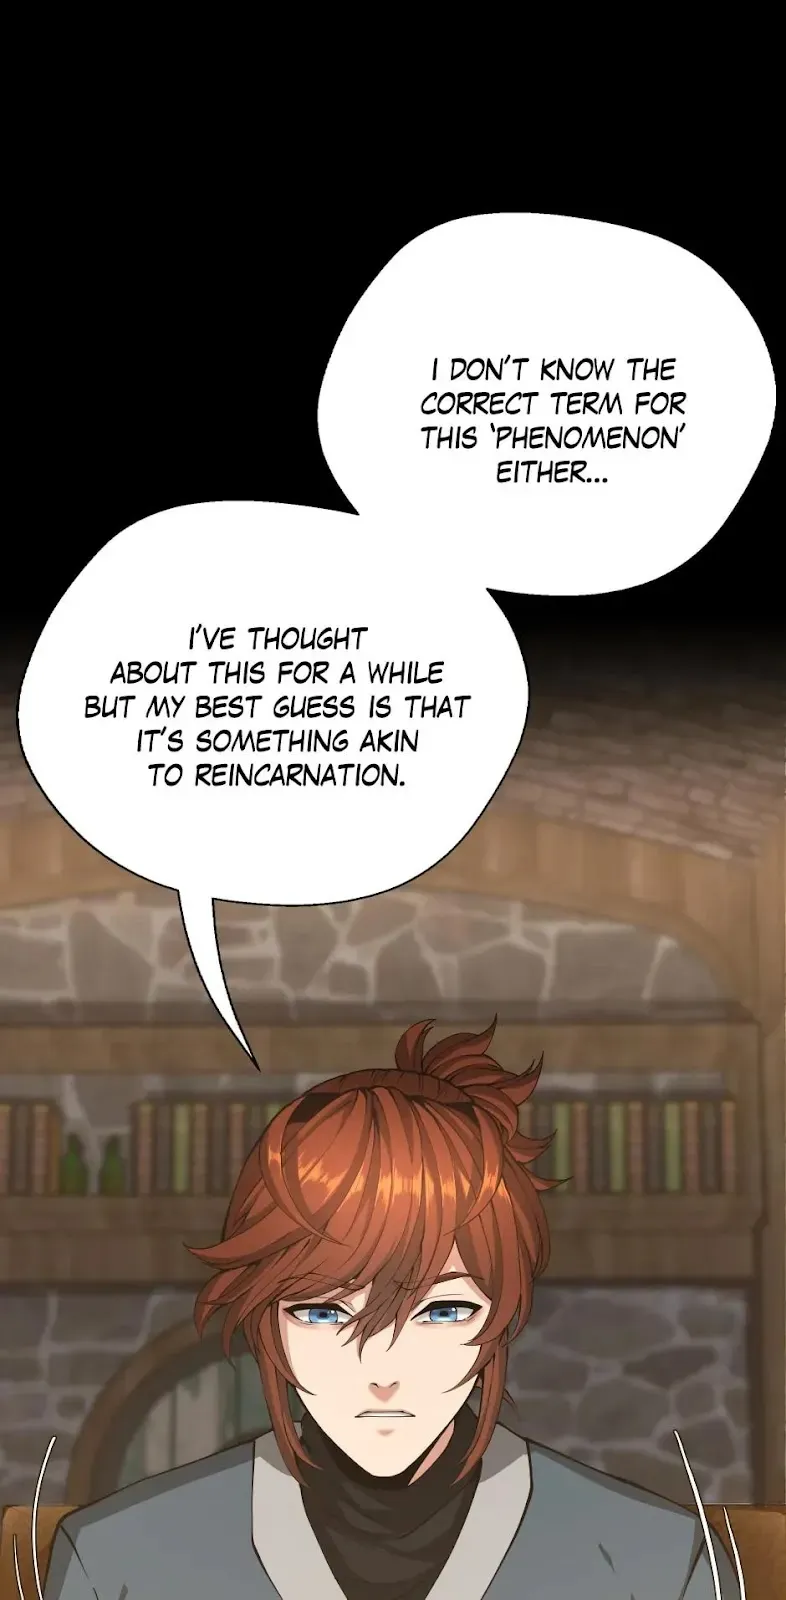 I DON'T KNOW THE
CORRECT TERM FOR
THIS 'PHENOMENON'
EITHER...
I'VE THOUGHT
ABOUT THIS FOR A WHILE
BUT MY BEST GUESS IS THAT
IT'S SOMETHING AKIN
TO REINCARNATION.